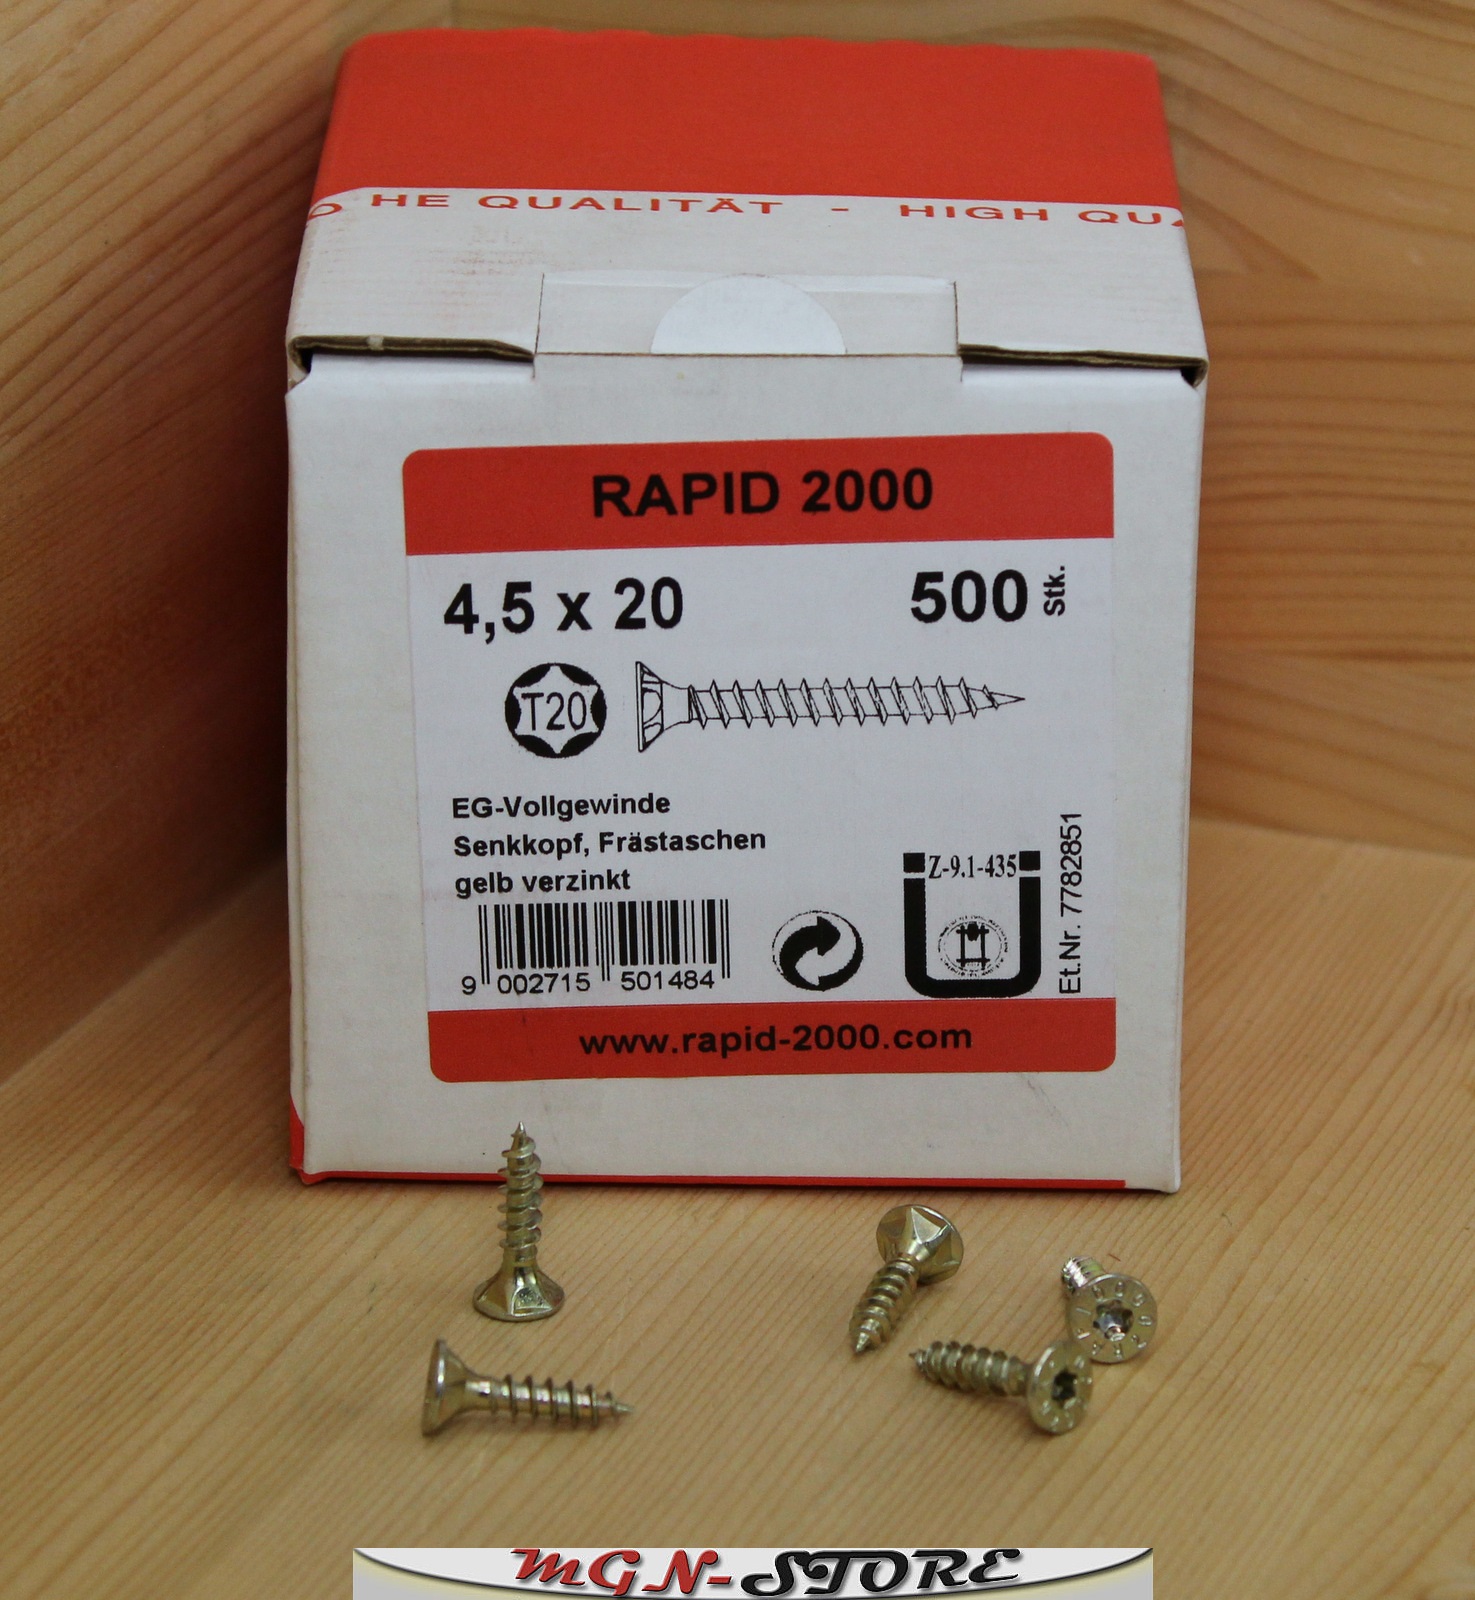 HE QUALITÄT - HIGH
RAPID 2000
4,5 x 20
500 Stk.
T20
EG-Vollgewinde
Senkkopf, Frästaschen
gelb verzinkt
Z-9.1-435
Et.Nr. 7782851
9 002715 501484
www.rapid-2000.com
MGN-STORE